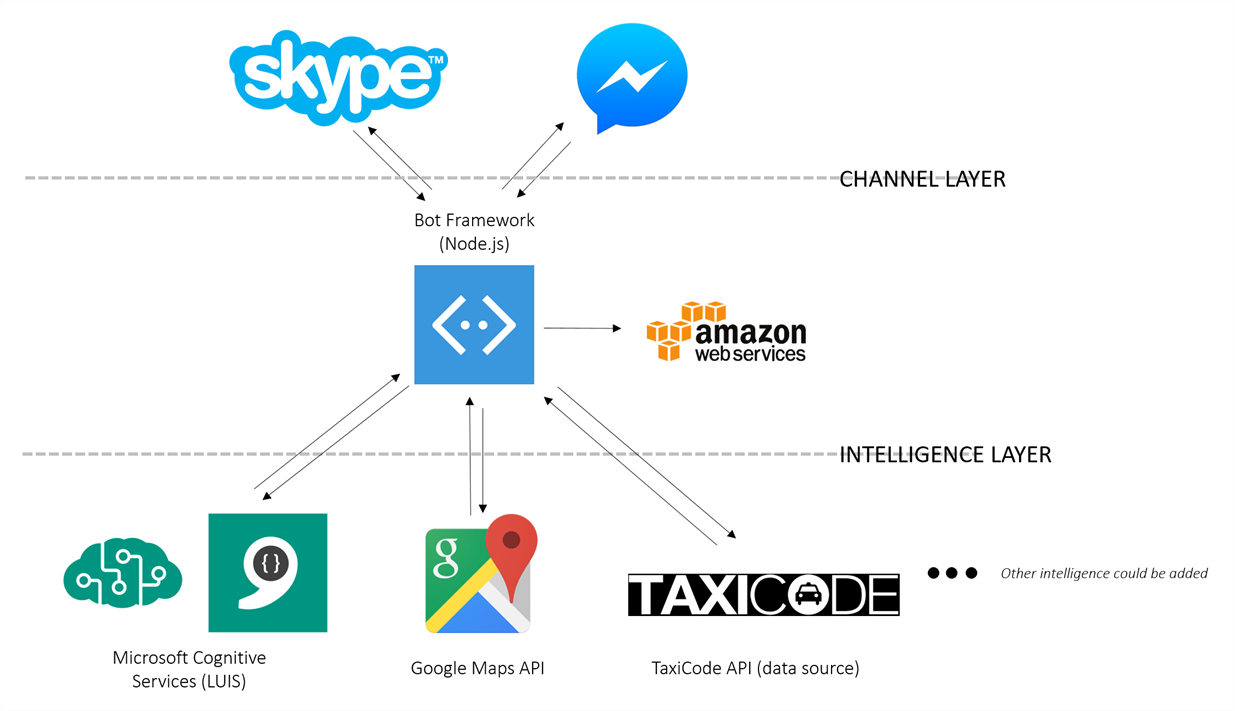 skype™
CHANNEL LAYER
Bot Framework
(Node.js)
amazon
web services
INTELLIGENCE LAYER
{ }
g
TAXICODE
Other intelligence could be added
Microsoft Cognitive
Services (LUIS)
Google Maps API
TaxiCode API (data source)